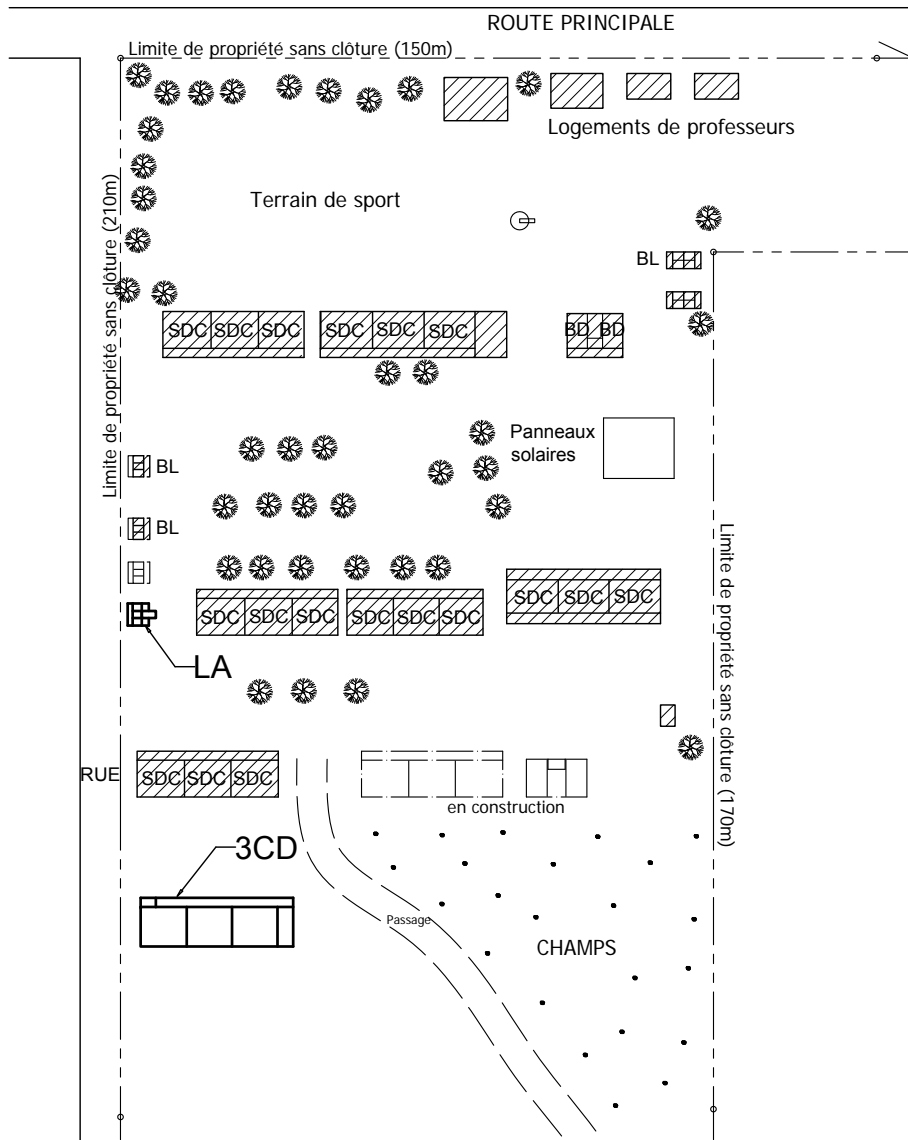 ROUTE PRINCIPALE
Limite de propriété sans clôture (150m)
Logements de professeurs
Terrain de sport
Limite de propriété sans clôture (210m)
BL
SDC SDC SDC SDC SDC SDC BD BD
Panneaux
solaires
BL
BL
Limite de propriété sans clôture (170m)
SDC SDC SDC
SDC SDC SDC SDC SDC SDC
LA
RUE
SDC SDC SDC
en construction
3CD
Passage
CHAMPS